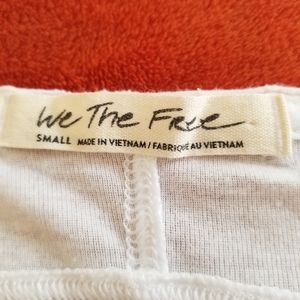 We The Free
SMALL MADE IN VIETNAM / FABRIQUÉ AU VIETNAM